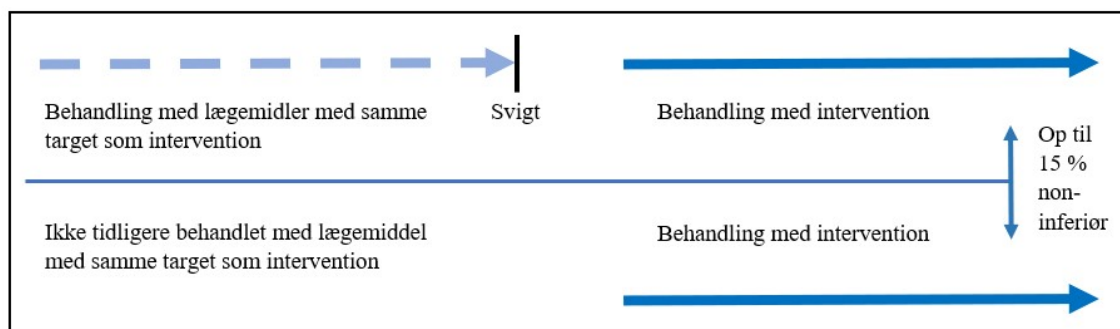 Behandling med lægemidler med samme
target som intervention
Svigt
Behandling med intervention
Op til
15 %
non-
inferiør
Ikke tidligere behandlet med lægemiddel
med samme target som intervention
Behandling med intervention